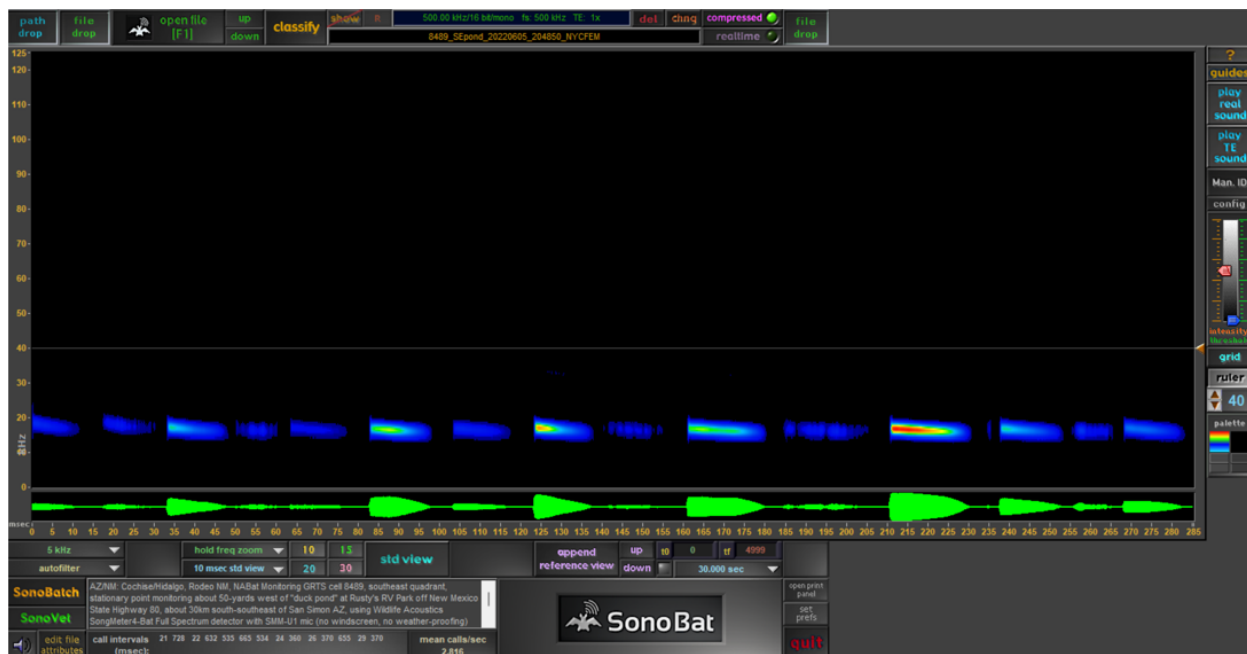 path drop
file drop
open file [F1]
up
down
classify
show
R
500.00 kHz/16 bit/mono fs: 500 kHz TE: 1x
8489_SEpond_20220605_204850_NYCFEM
del
chng
compressed
realtime
file drop
125
120
110
100
90
80
70
60
50
40
30
20
kHz
0
?
guides
play real sound
play TE sound
Man. ID
config
intensity
threshold
grid
ruler
40
palette
msec
0 5 10 15 20 25 30 35 40 45 50 55 60 65 70 75 80 85 90 95 100 105 110 115 120 125 130 135 140 145 150 155 160 165 170 175 180 185 190 195 200 205 210 215 220 225 230 235 240 245 250 255 260 265 270 275 280 285
5 kHz
autofilter
hold freq zoom
10 msec std view
10 15
20 30
std view
append reference view
up
down
t0 0 tf 4999
30.000 sec
SonoBatch
SonoVet
edit file attributes
AZ/NM: Cochise/Hidalgo, Rodeo NM, NABat Monitoring GRTS cell 8489, southeast quadrant,
stationary point monitoring about 50-yards west of "duck pond" at Rusty's RV Park off New Mexico
State Highway 80, about 30km south-southeast of San Simon AZ, using Wildlife Acoustics
SongMeter4-Bat Full Spectrum detector with SMM-U1 mic (no windscreen, no weather-proofing)
call intervals (msec): 21 728 22 632 535 665 534 24 360 26 370 655 29 370
mean calls/sec
2.816
SonoBat
open print panel
set prefs
quit